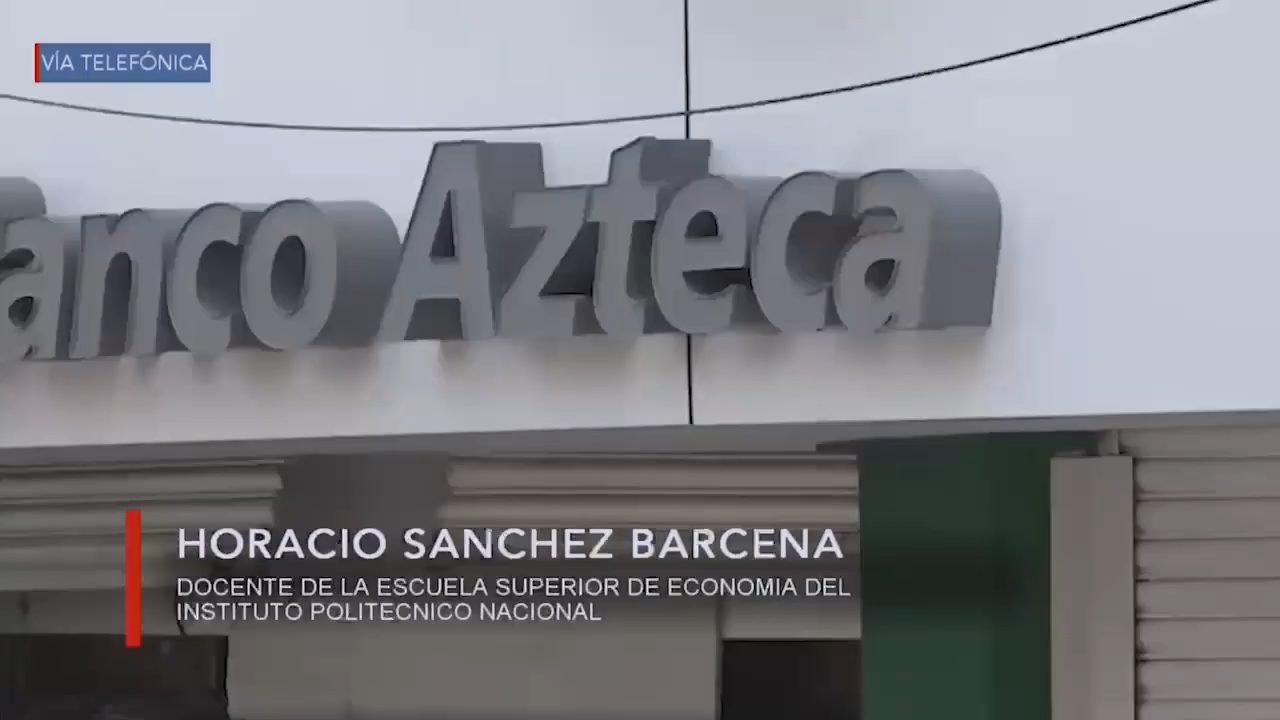 VÍA TELEFÓNICA
anco Azteca
HORACIO SANCHEZ BARCENA
DOCENTE DE LA ESCUELA SUPERIOR DE ECONOMIA DEL
INSTITUTO POLITECNICO NACIONAL